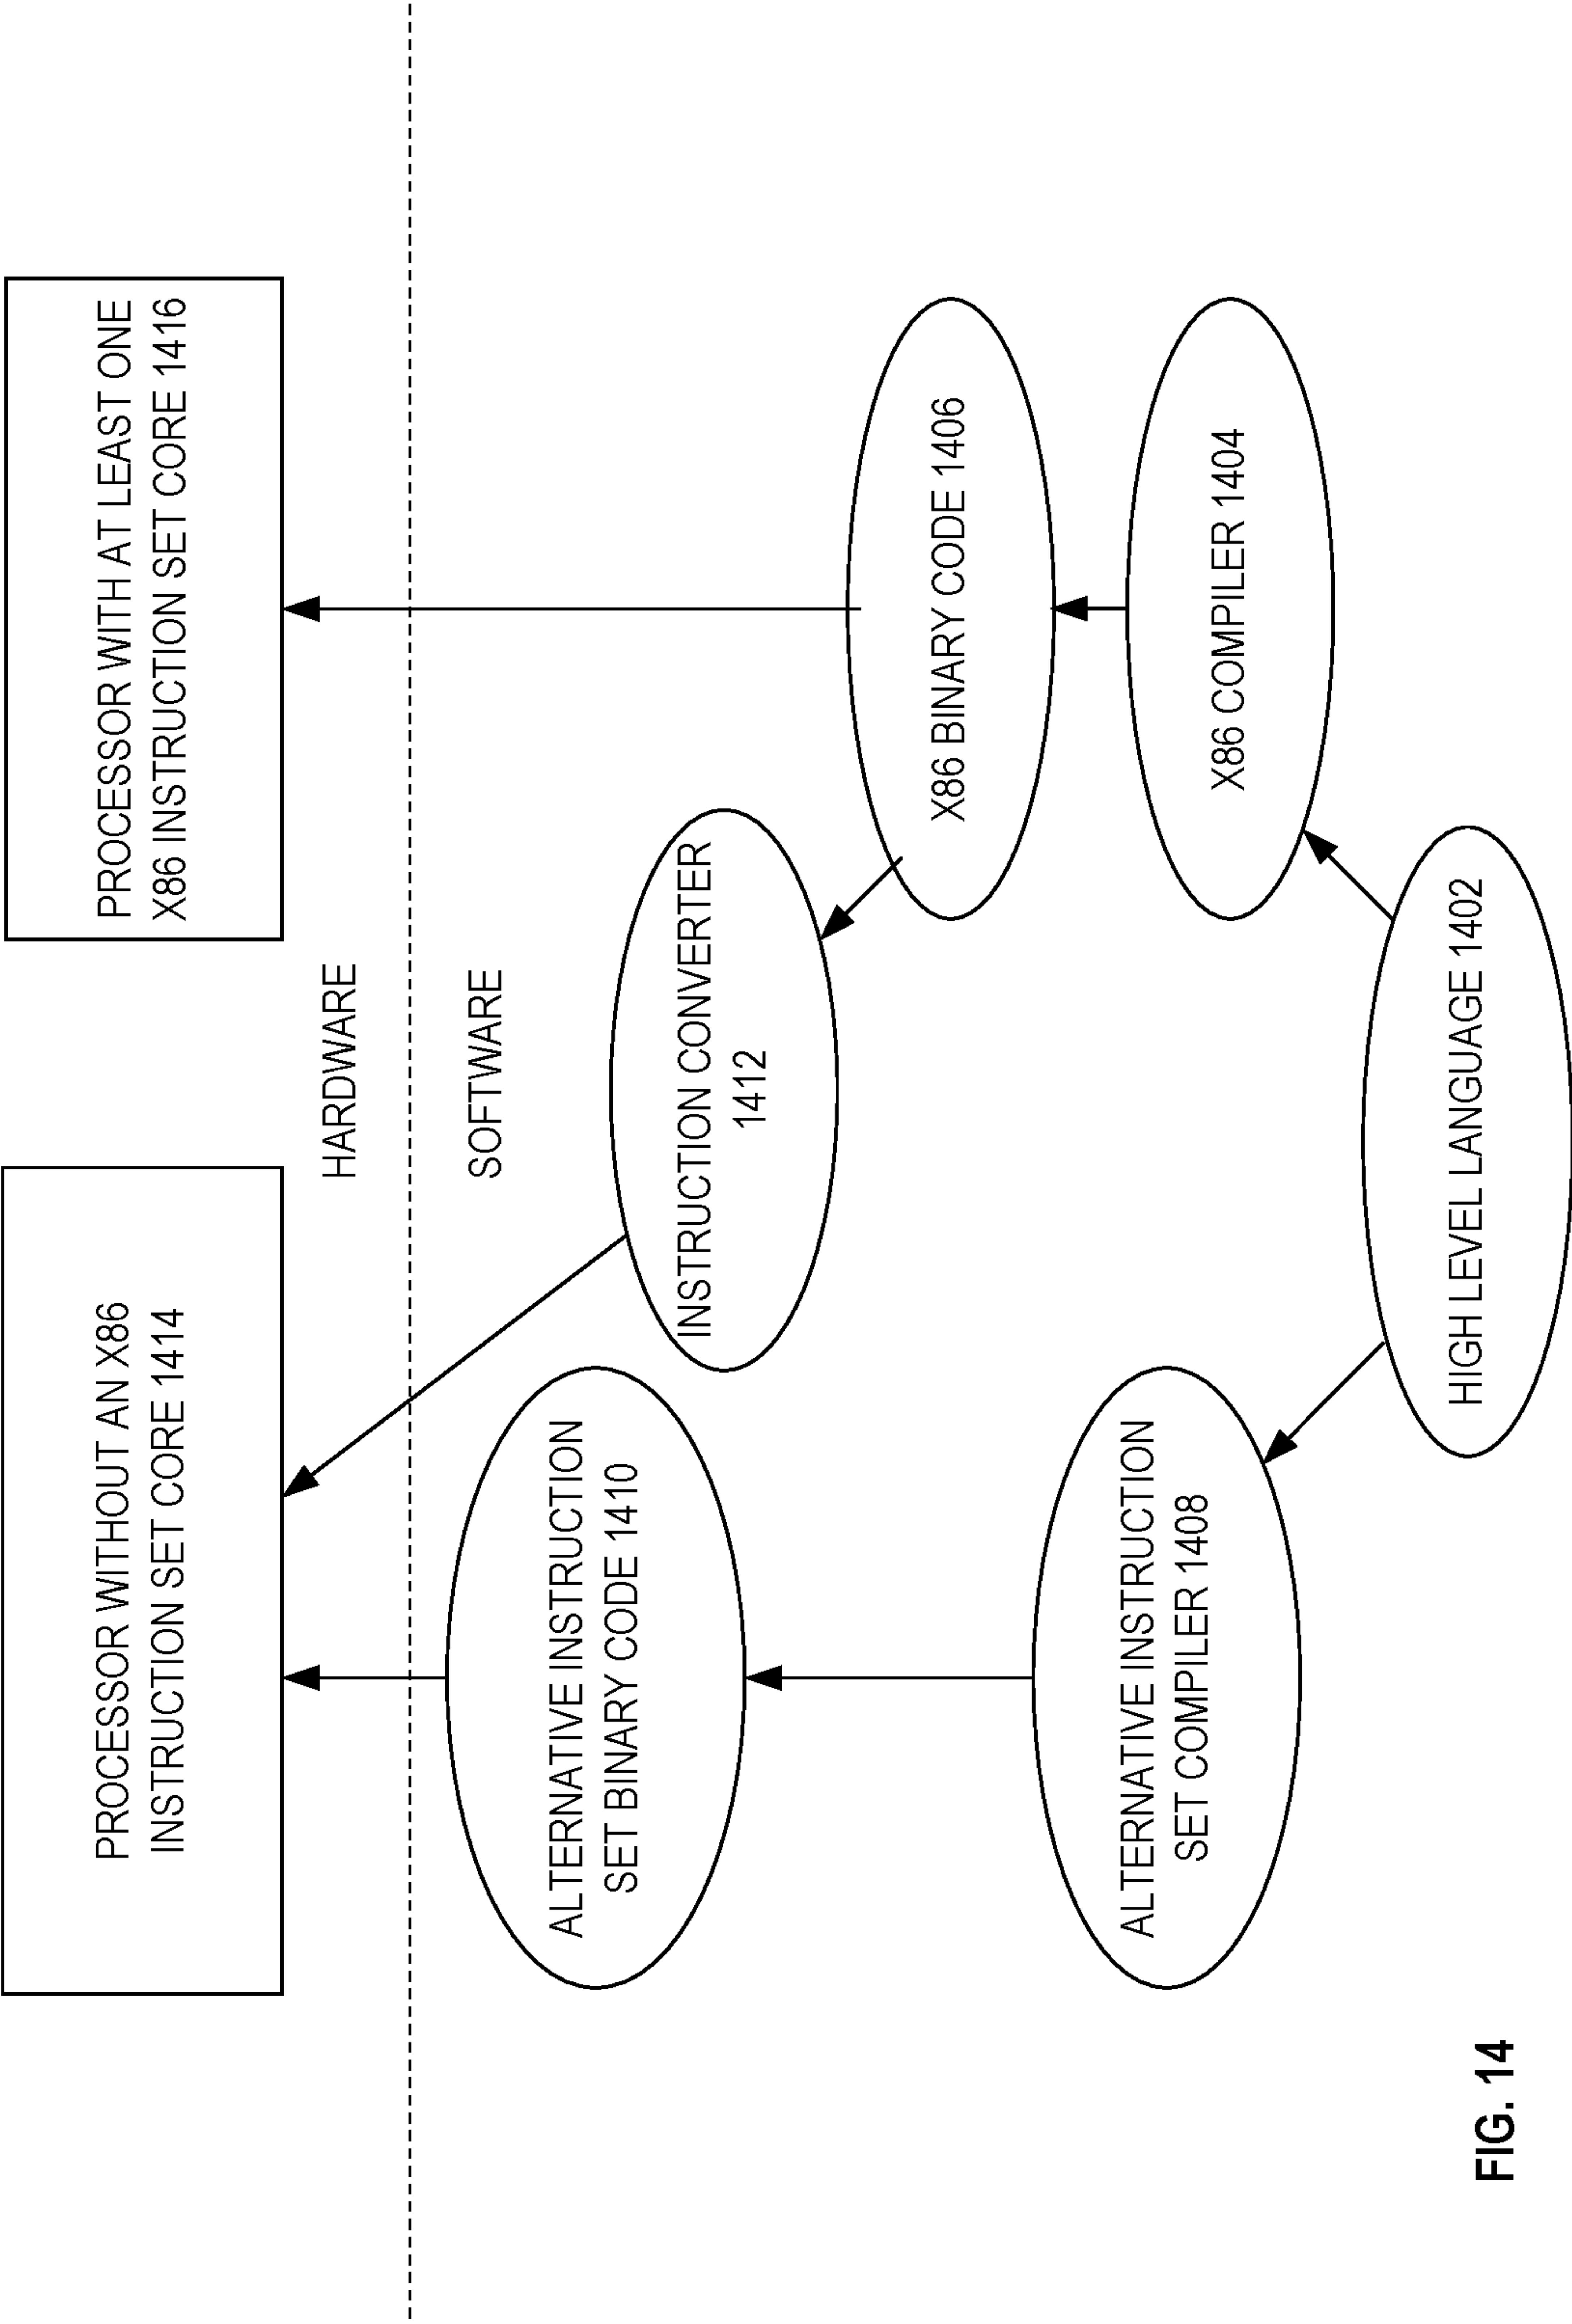 PROCESSOR WITHOUT AN X86
INSTRUCTION SET CORE 1414
PROCESSOR WITH AT LEAST ONE
X86 INSTRUCTION SET CORE 1416
HARDWARE
SOFTWARE
ALTERNATIVE INSTRUCTION
SET BINARY CODE 1410
INSTRUCTION CONVERTER
1412
X86 BINARY CODE 1406
ALTERNATIVE INSTRUCTION
SET COMPILER 1408
X86 COMPILER 1404
HIGH LEVEL LANGUAGE 1402
FIG. 14